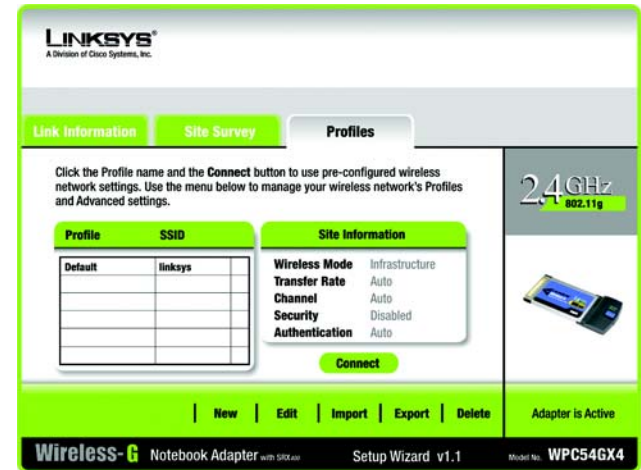 LINKSYS®
A Division of Cisco Systems, Inc.
Link Information Site Survey Profiles
Click the Profile name and the Connect button to use pre-configured wireless
network settings. Use the menu below to manage your wireless network's Profiles
and Advanced settings.
2.4GHz
802.11g
Profile SSID
Default linksys
Site Information
Wireless Mode Infrastructure
Transfer Rate Auto
Channel Auto
Security Disabled
Authentication Auto
Connect
New | Edit | Import | Export | Delete
Adapter is Active
Wireless-G Notebook Adapter with SRX400 Setup Wizard v1.1 Model No. WPC54GX4